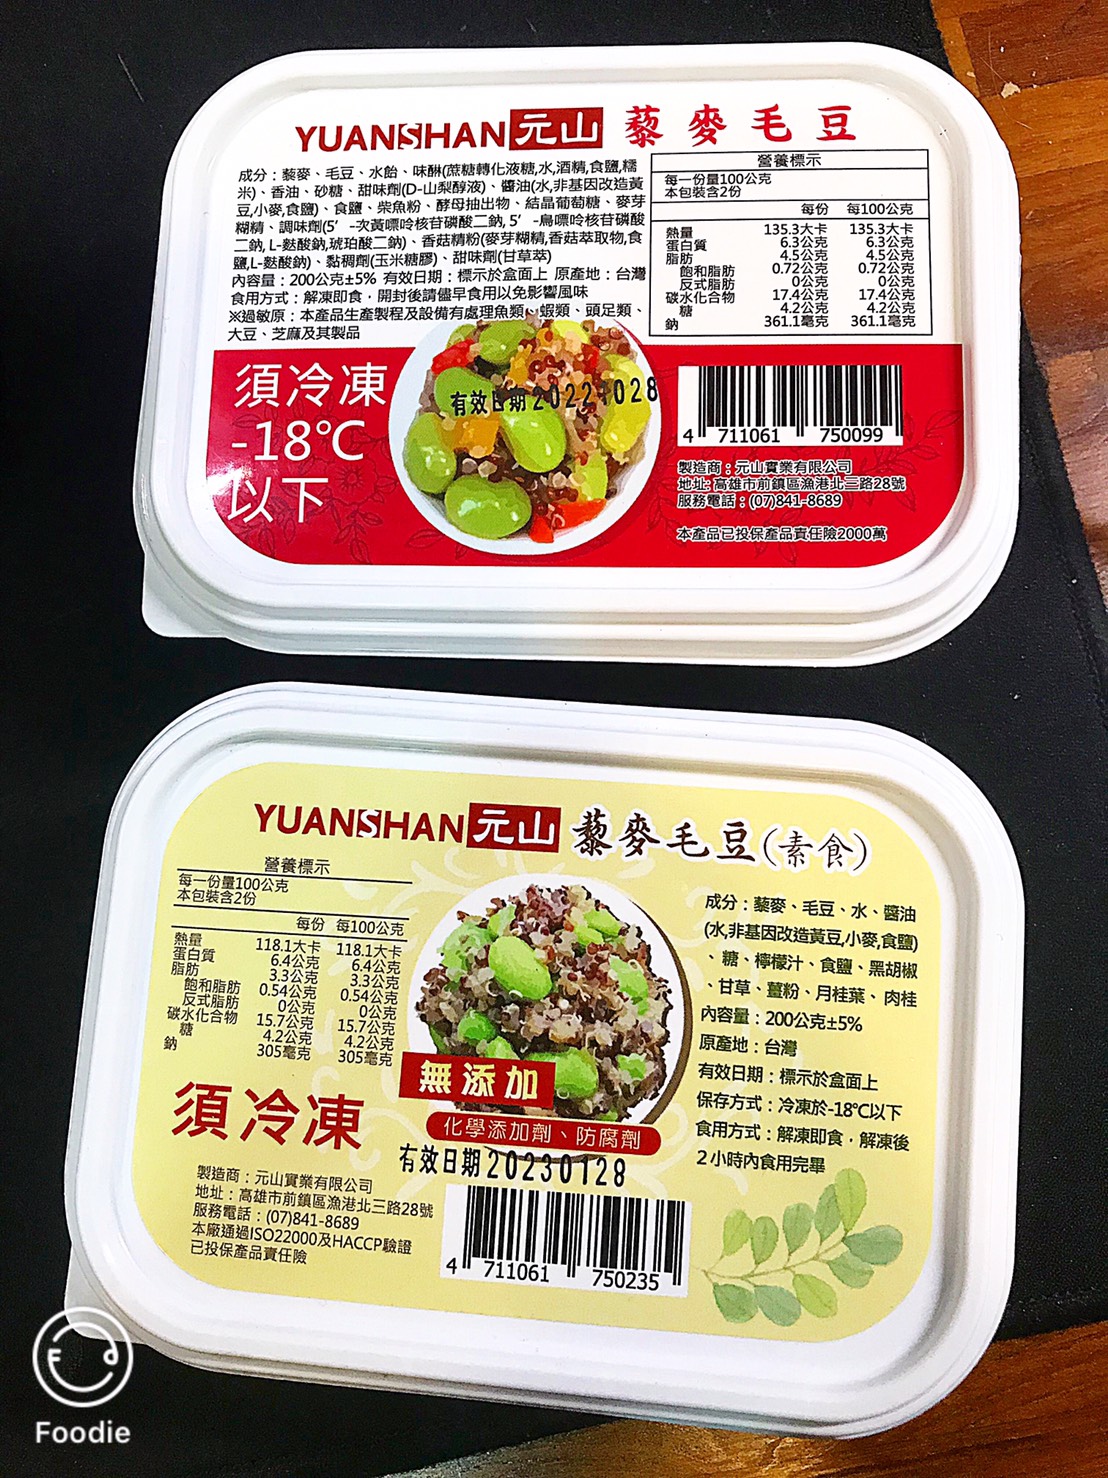 YUANSHAN 元山 藜麥毛豆
成分：藜麥、毛豆、水飴、味醂(蔗糖轉化液糖,水,酒精,食鹽,糯
米)、香油、砂糖、甜味劑(D-山梨醇液)、醬油(水,非基因改造黃
豆,小麥,食鹽)、食鹽、柴魚粉、酵母抽出物、結晶葡萄糖、麥芽
糊精、調味劑(5’-次黃嘌呤核苷磷酸二鈉, 5’-鳥嘌呤核苷磷酸
二鈉, L-麩酸鈉,琥珀酸二鈉)、香菇精粉(麥芽糊精,香菇萃取物,食
鹽,L-麩酸鈉)、黏稠劑(玉米糖膠)、甜味劑(甘草萃)
內容量：200公克±5% 有效日期：標示於盒面上 原產地：台灣
食用方式：解凍即食，開封後請儘早食用以免影響風味
※過敏原：本產品生產製程及設備有處理魚類、蝦類、頭足類、
大豆、芝麻及其製品
營養標示
每一份量100公克
本包裝含2份
每份 每100公克
熱量 135.3大卡 135.3大卡
蛋白質 6.3公克 6.3公克
脂肪 4.5公克 4.5公克
飽和脂肪 0.72公克 0.72公克
反式脂肪 0公克 0公克
碳水化合物 17.4公克 17.4公克
糖 4.2公克 4.2公克
鈉 361.1毫克 361.1毫克
須冷凍
-18°C
以下
有效日期 20221028
4 711061 750099
製造商：元山實業有限公司
地址: 高雄市前鎮區漁港北三路28號
服務電話：(07)841-8689
本產品已投保產品責任險2000萬
YUANSHAN 元山 藜麥毛豆(素食)
營養標示
每一份量100公克
本包裝含2份
每份 每100公克
熱量 118.1大卡 118.1大卡
蛋白質 6.4公克 6.4公克
脂肪 3.3公克 3.3公克
飽和脂肪 0.54公克 0.54公克
反式脂肪 0公克 0公克
碳水化合物 15.7公克 15.7公克
糖 4.2公克 4.2公克
鈉 305毫克 305毫克
須冷凍
無添加
化學添加劑、防腐劑
有效日期 20230128
成分：藜麥、毛豆、水、醬油
(水,非基因改造黃豆,小麥,食鹽)
、糖、檸檬汁、食鹽、黑胡椒
、甘草、薑粉、月桂葉、肉桂
內容量：200公克±5%
原產地：台灣
有效日期：標示於盒面上
保存方式：冷凍於-18°C以下
食用方式：解凍即食，解凍後
2小時內食用完畢
製造商：元山實業有限公司
地址：高雄市前鎮區漁港北三路28號
服務電話：(07)841-8689
本廠通過ISO22000及HACCP驗證
已投保產品責任險
4 711061 750235
Foodie